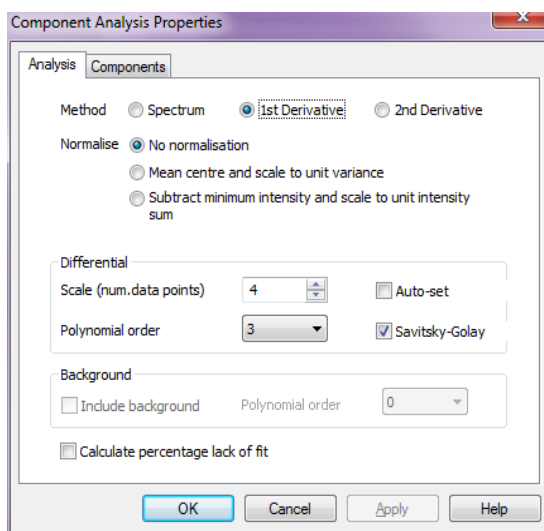 Component Analysis Properties
Analysis Components
Method Spectrum 1st Derivative 2nd Derivative
Normalise No normalisation
Mean centre and scale to unit variance
Subtract minimum intensity and scale to unit intensity
sum
Differential
Scale (num.data points) 4 Auto-set
Polynomial order 3 Savitsky-Golay
Background
Include background Polynomial order 0
Calculate percentage lack of fit
OK Cancel Apply Help